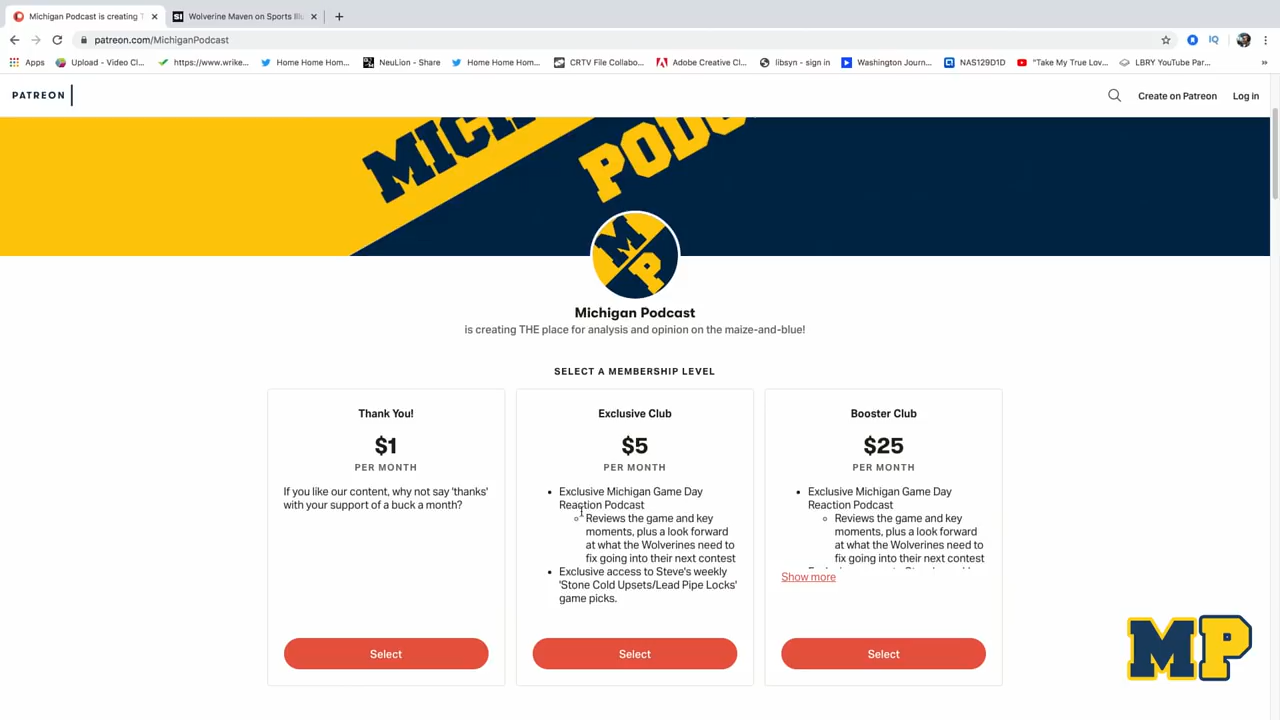 Michigan Podcast is creating T
Wolverine Maven on Sports Illu
patreon.com/MichiganPodcast
Apps
Upload - Video Cl...
https://www.wrike...
Home Home Hom...
NeuLion - Share
Home Home Hom...
CRTV File Collabo...
Adobe Creative Cl...
libsyn - sign in
Washington Journ...
NAS129D1D
"Take My True Lov...
LBRY YouTube Par...
»
PATREON
Create on Patreon
Log in
MICH
PODC
MP
Michigan Podcast
is creating THE place for analysis and opinion on the maize-and-blue!
SELECT A MEMBERSHIP LEVEL
Thank You!
$1
PER MONTH
If you like our content, why not say 'thanks'
with your support of a buck a month?
Select
Exclusive Club
$5
PER MONTH
• Exclusive Michigan Game Day
Reaction Podcast
◦ Reviews the game and key
moments, plus a look forward
at what the Wolverines need to
fix going into their next contest
• Exclusive access to Steve's weekly
'Stone Cold Upsets/Lead Pipe Locks'
game picks.
Select
Booster Club
$25
PER MONTH
• Exclusive Michigan Game Day
Reaction Podcast
◦ Reviews the game and key
moments, plus a look forward
at what the Wolverines need to
fix going into their next contest
Show more
Select
MP